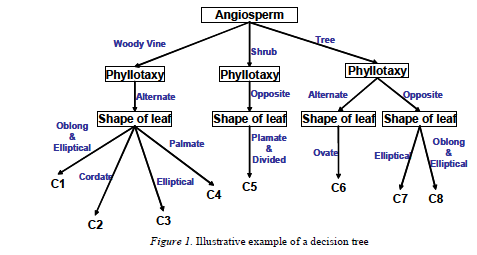 Angiosperm
Woody Vine
Shrub
Tree
Phyllotaxy
Phyllotaxy
Phyllotaxy
Alternate
Opposite
Alternate
Opposite
Shape of leaf
Shape of leaf
Shape of leaf
Shape of leaf
Oblong
&
Elliptical
Cordate
Elliptical
Palmate
Plamate
&
Divided
Ovate
Elliptical
Oblong
&
Elliptical
C1
C2
C3
C4
C5
C6
C7
C8
Figure 1. Illustrative example of a decision tree